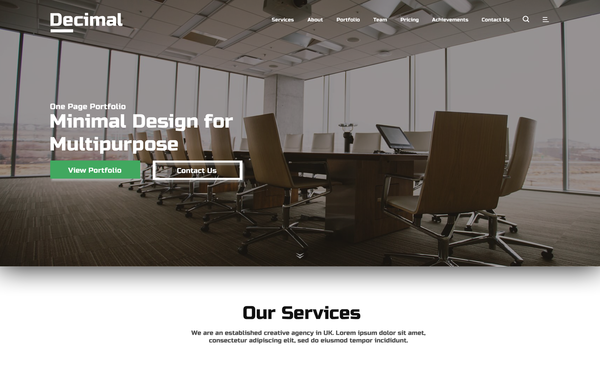 Decimal
Services About Portfolio Team Pricing Achievements Contact Us
One Page Portfolio
Minimal Design for
Multipurpose
View Portfolio Contact Us
Our Services
We are an established creative agency in UK. Lorem ipsum dolor sit amet,
consectetur adipiscing elit, sed do eiusmod tempor incididunt.